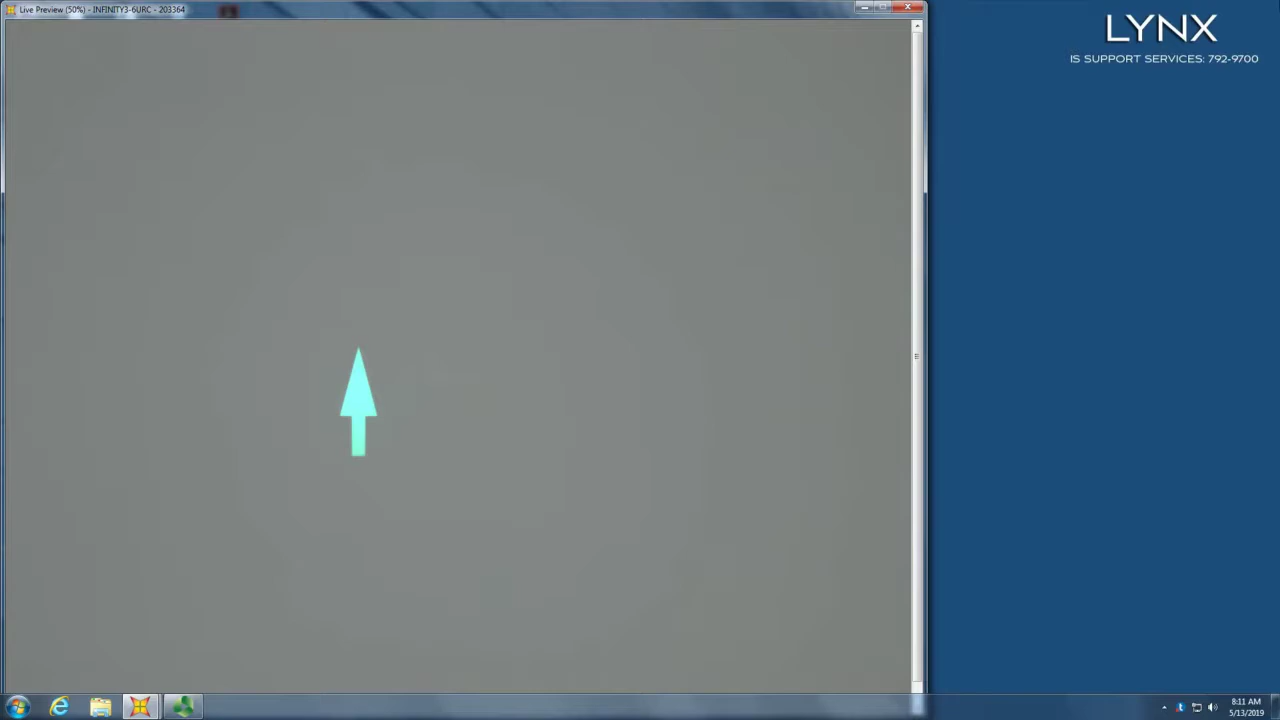 Live Preview (50%) - INFINITY3-6URC - 203364
LYNX
IS SUPPORT SERVICES: 792-9700
8:11 AM
5/13/2019